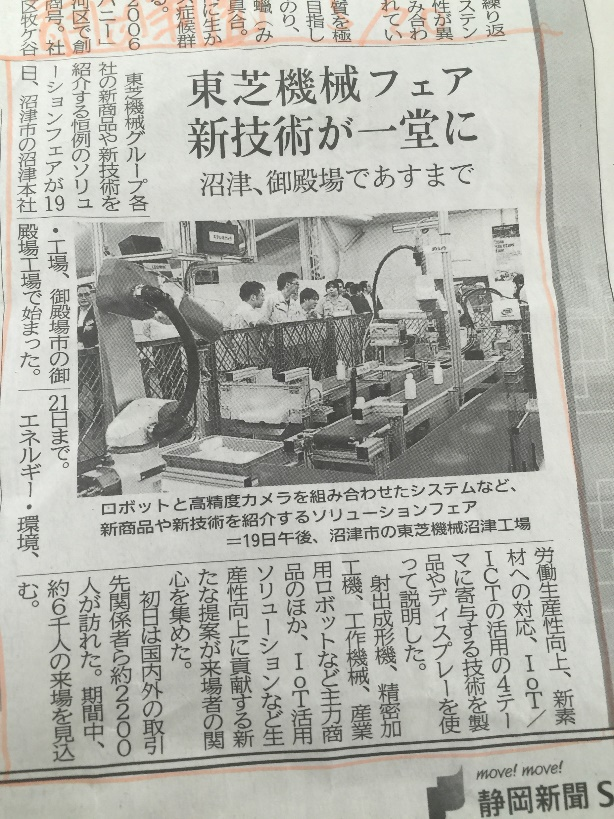 繰り返
ステン
み合わ
れてい
2006
東芝機械フェア
新技術が一堂に
沼津、御殿場であすまで
東芝機械グループ各
社の新商品や新技術を
紹介する恒例のソリュ
ーションフェアが19
日、沼津市の沼津本社
・工場、御殿場市の御
殿場工場で始まった。
21日まで。
エネルギー・環境、
ロボットと高精度カメラを組み合わせたシステムなど、
新商品や新技術を紹介するソリューションフェア
=19日午後、沼津市の東芝機械沼津工場
労働生産性向上、新素
材への対応、IoT/
ICTの活用の4テー
マに寄与する技術を製
品やディスプレーを使
って説明した。
射出成形機、精密加
工機、工作機械、産業
用ロボットなど主力商
品のほか、IoT活用
ソリューションなど生
産性向上に貢献する新
たな提案が来場者の関
心を集めた。
初日は国内外の取引
先関係者ら約2200
人が訪れた。期間中、
約6千人の来場を見込
む。
move! move!
静岡新聞 S